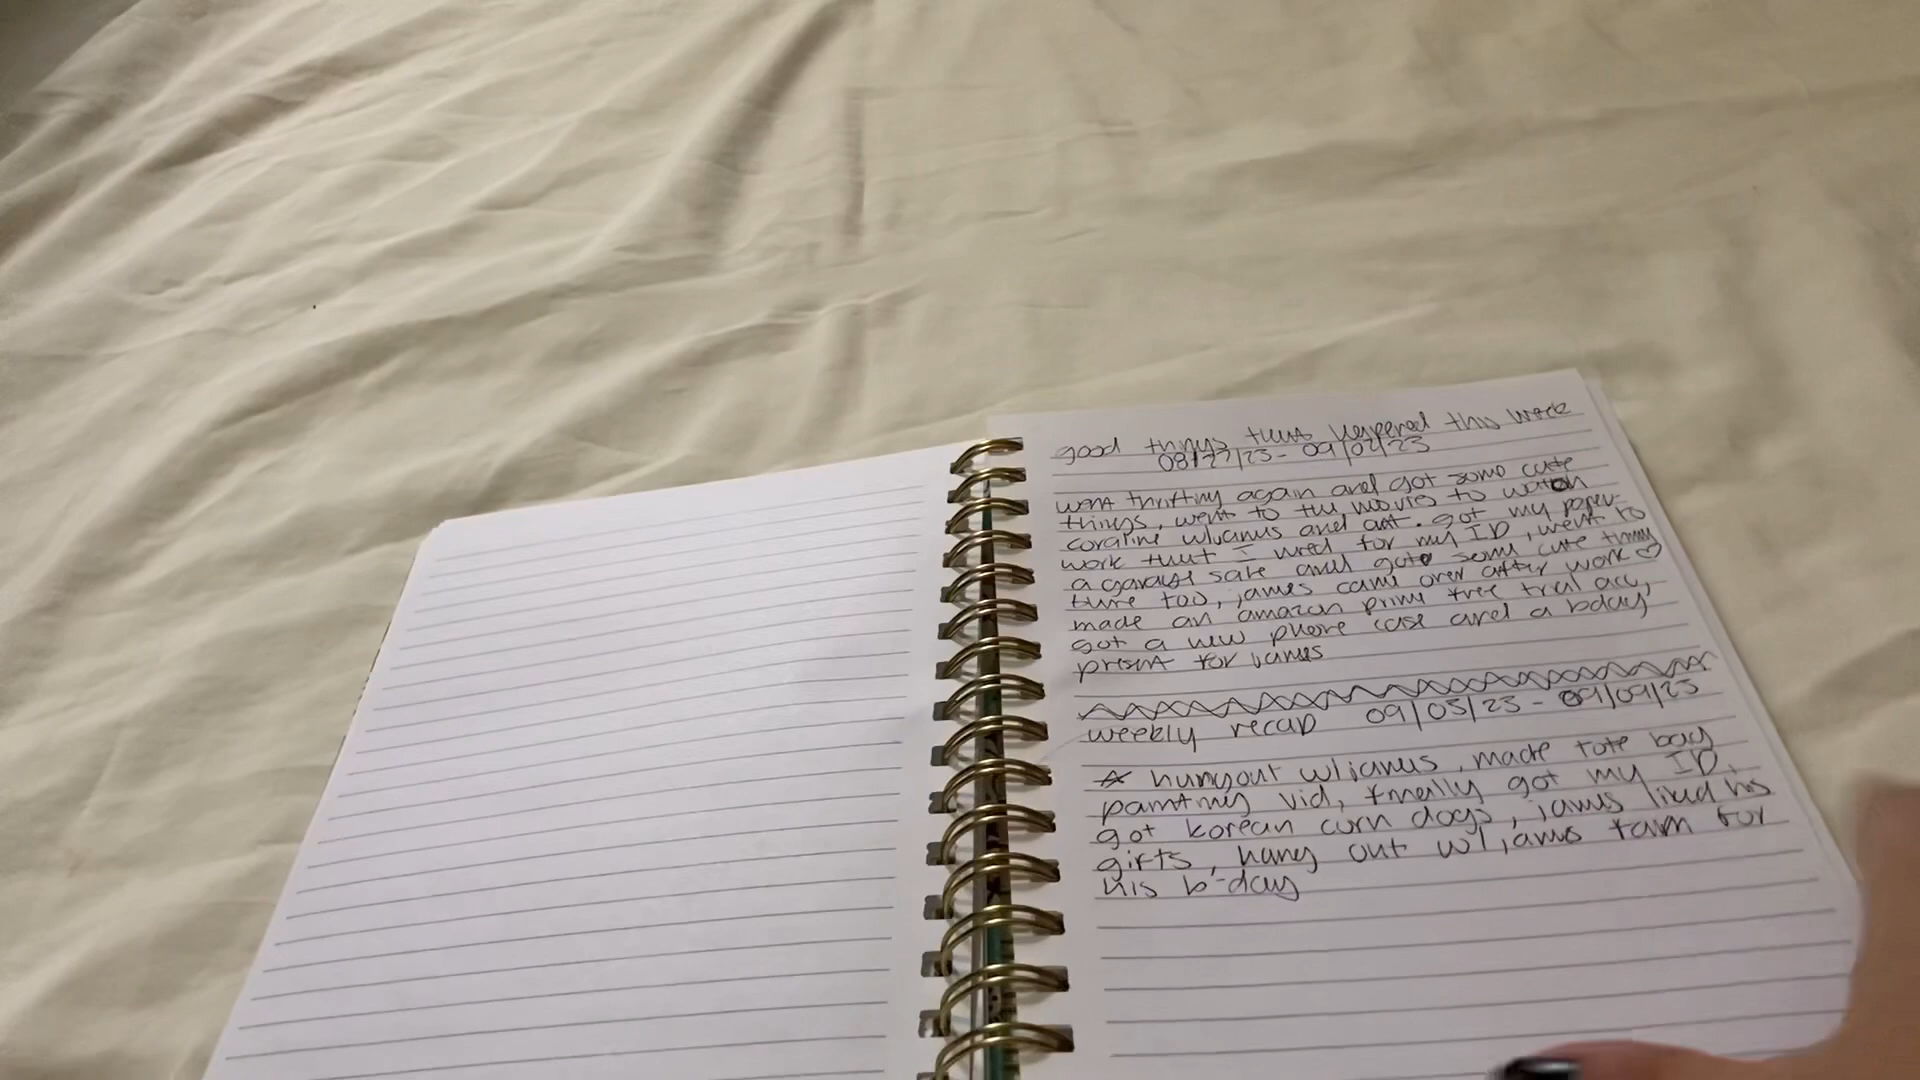 good things that happened this week
08/27/23 - 09/02/23
went thrifting again and got some cute
things, went to the movies to watch
coraline w/james and art. got my paper-
work that I need for my ID, went to
a garage sale and got some cute things
there too, james came over after work ♡
made an amazon prime free trial acc,
got a new phone case and a bday
present for james
weekly recap 09/03/23 - 09/09/23
☆ hungout w/james, made tote bag
painting vid, finally got my ID,
got korean corn dogs, james liked his
gifts, hang out w/james fam for
his b-day